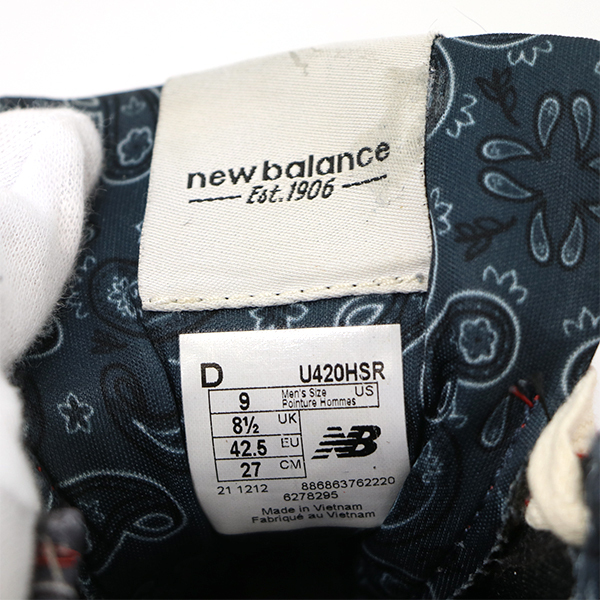 new balance
Est. 1906
D U420HSR
9 Men's Size US
Pointure Hommes
8½ UK
42.5 EU
27 CM
NB
21 1212 886863762220
6278295
Made in Vietnam
Fabriqué au Vietnam